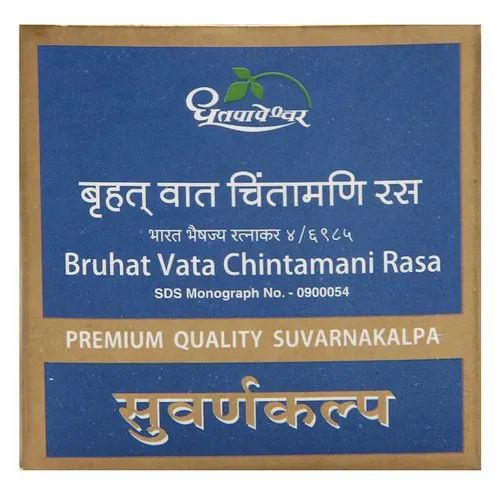 धूतपापेश्वर
बृहत् वात चिंतामणि रस
भारत भैषज्य रत्नाकर ४/६९८५
Bruhat Vata Chintamani Rasa
SDS Monograph No. - 0900054
PREMIUM QUALITY SUVARNAKALPA
सुवर्णकल्प